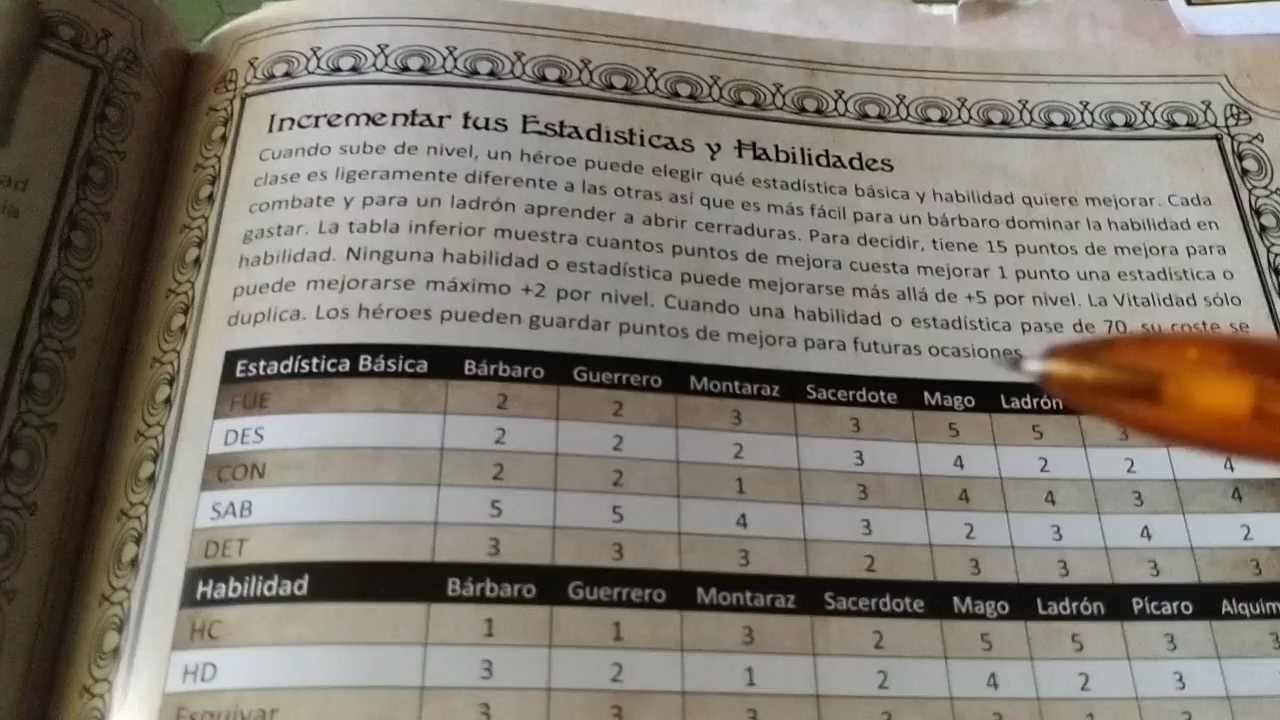 ad
Incrementar tus Estadisticas y Habilidades
Cuando sube de nivel, un héroe puede elegir qué estadística básica y habilidad quiere mejorar. Cada
clase es ligeramente diferente a las otras así que es más fácil para un bárbaro dominar la habilidad en
combate y para un ladrón aprender a abrir cerraduras. Para decidir, tiene 15 puntos de mejora para
gastar. La tabla inferior muestra cuantos puntos de mejora cuesta mejorar 1 punto una estadística o
habilidad. Ninguna habilidad o estadística puede mejorarse más allá de +5 por nivel. La Vitalidad sólo
puede mejorarse máximo +2 por nivel. Cuando una habilidad o estadística pase de 70, su coste se
duplica. Los héroes pueden guardar puntos de mejora para futuras ocasiones.
Estadística Básica Bárbaro Guerrero Montaraz Sacerdote Mago Ladrón
FUE 2 2 3 3 5 5 3
DES 2 2 2 3 4 2 2 4
CON 2 2 1 3 4 4 3 4
SAB 5 5 4 3 2 3 4 2
DET 3 3 3 2 3 3 3 3
Habilidad Bárbaro Guerrero Montaraz Sacerdote Mago Ladrón Pícaro Alquim
HC 1 1 3 2 5 5 3 3
HD 3 2 1 2 4 2 3
Esquivar 3 3 3